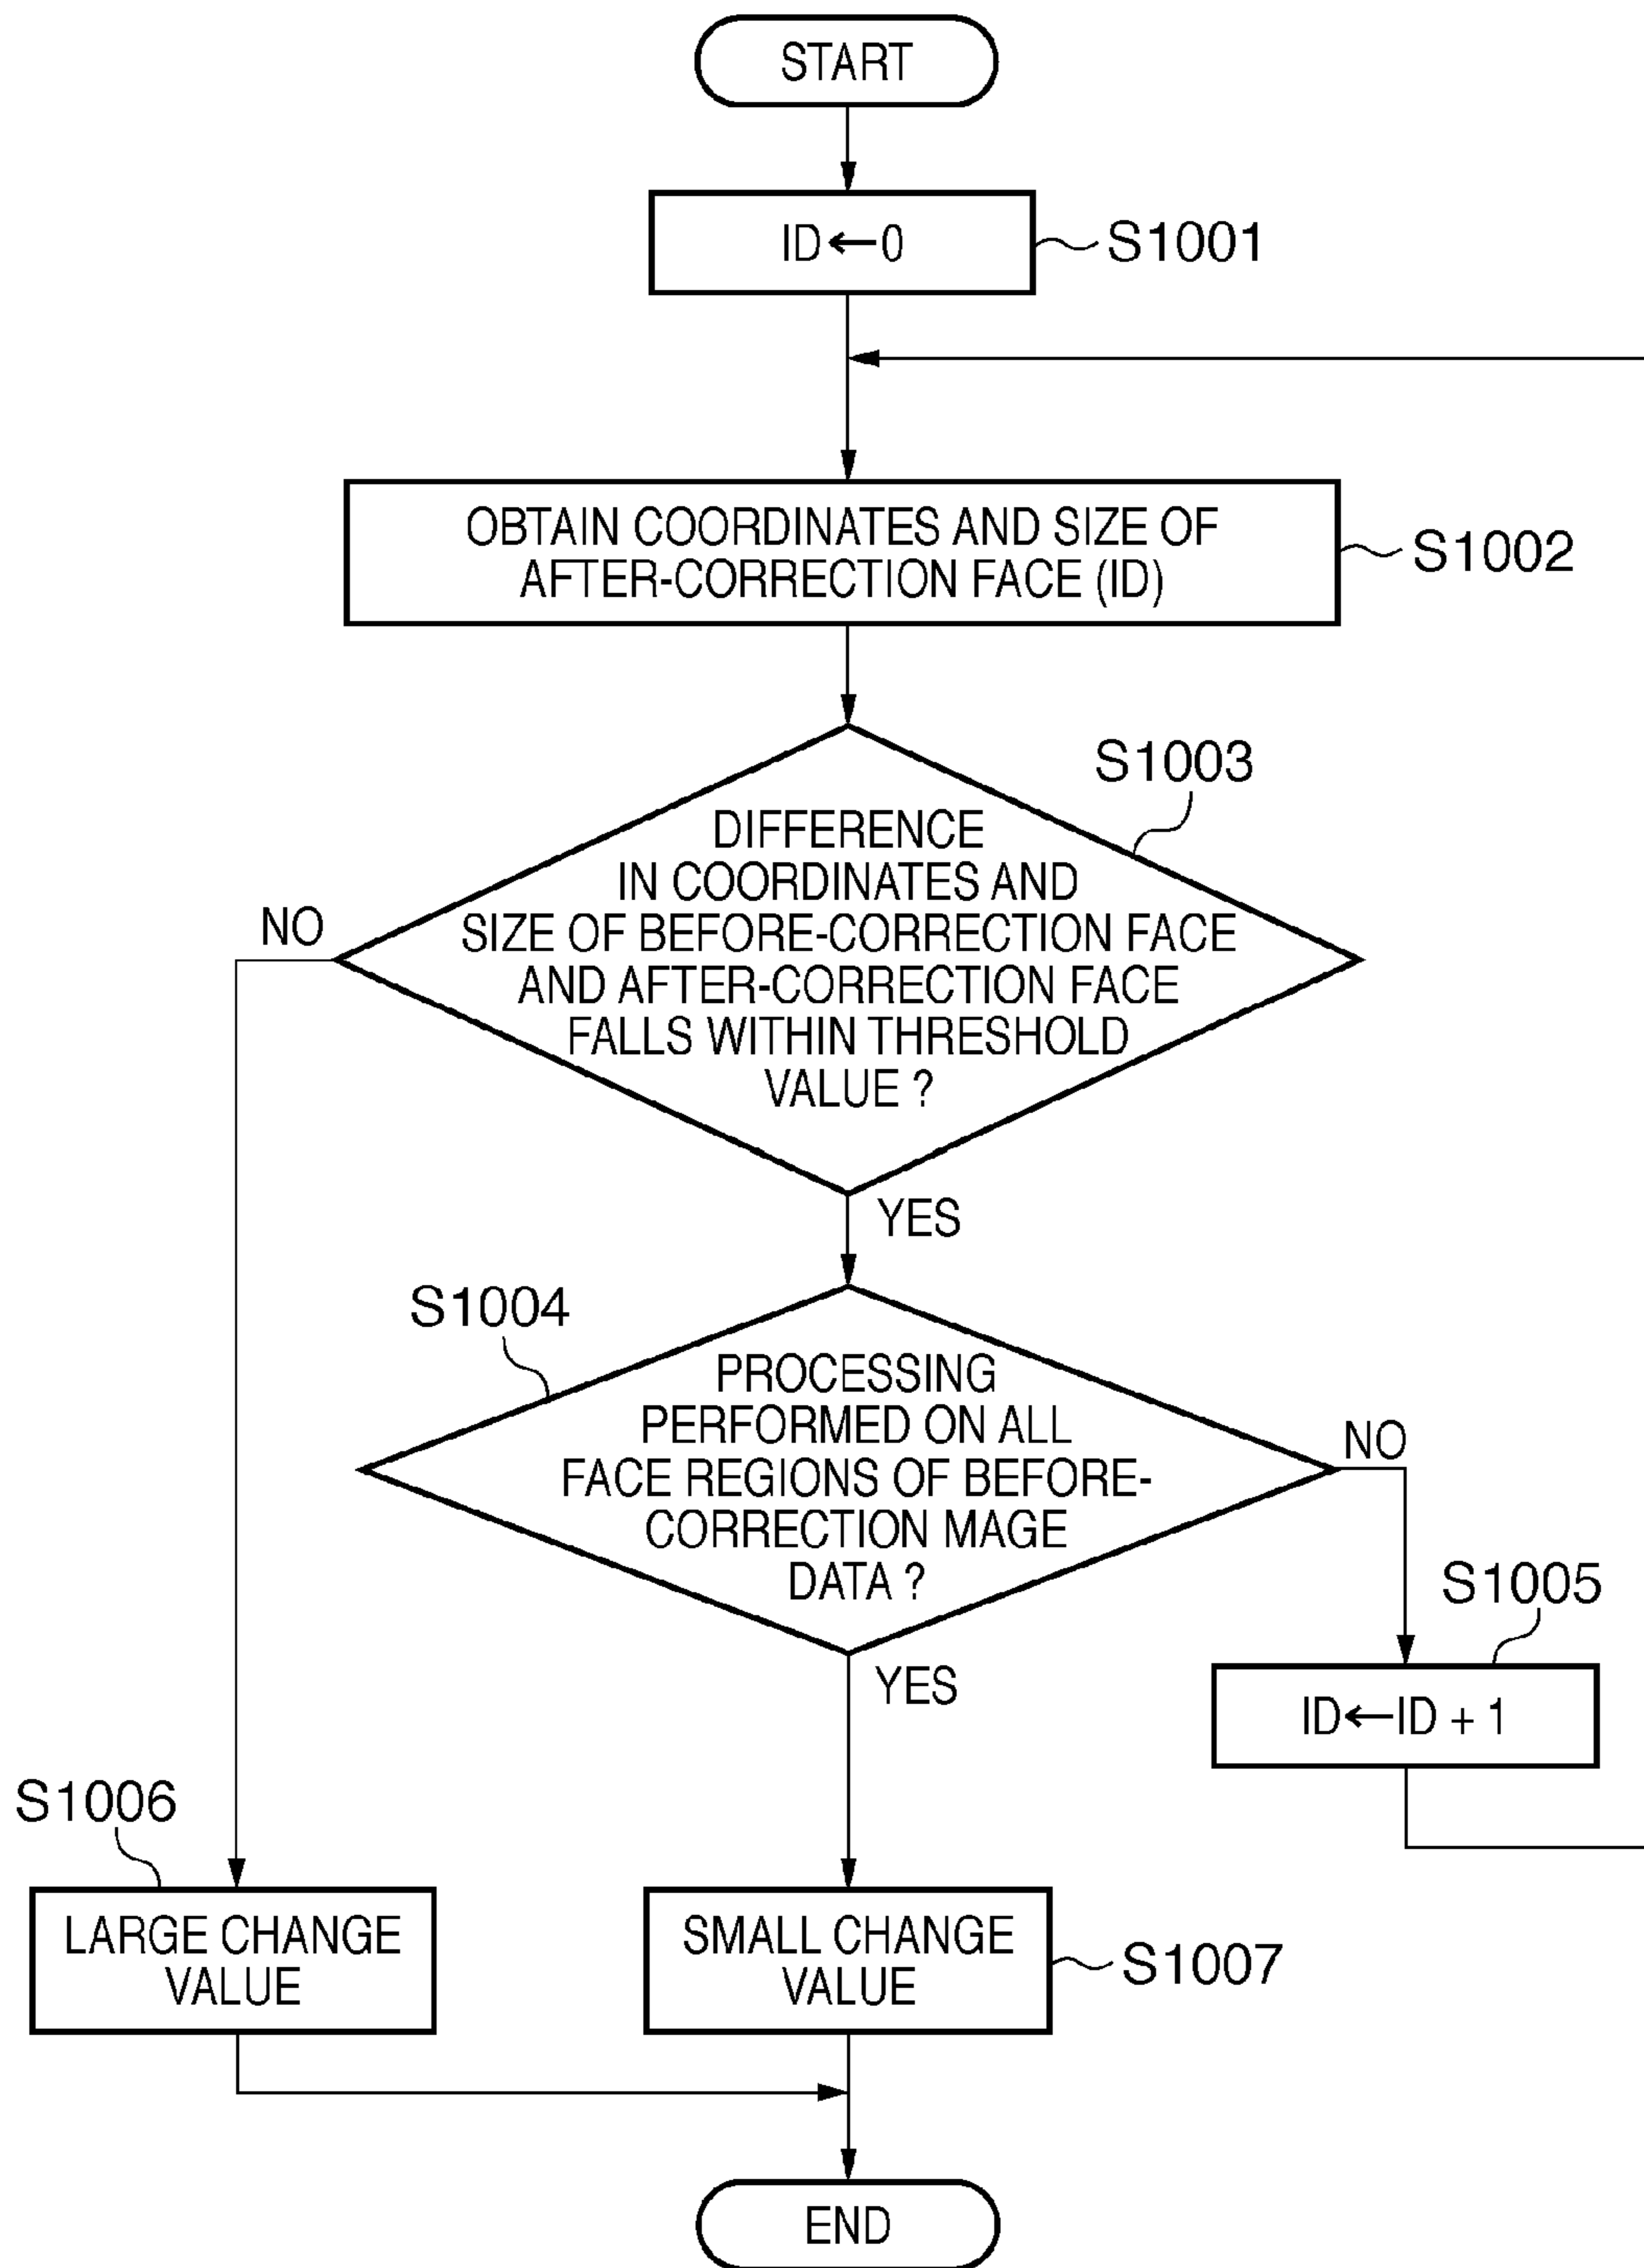 START
ID←0
S1001
OBTAIN COORDINATES AND SIZE OF
AFTER-CORRECTION FACE (ID)
S1002
S1003
DIFFERENCE
IN COORDINATES AND
SIZE OF BEFORE-CORRECTION FACE
AND AFTER-CORRECTION FACE
FALLS WITHIN THRESHOLD
VALUE ?
NO
YES
S1004
PROCESSING
PERFORMED ON ALL
FACE REGIONS OF BEFORE-
CORRECTION MAGE
DATA ?
NO
YES
S1005
ID←ID + 1
S1006
LARGE CHANGE
VALUE
SMALL CHANGE
VALUE
S1007
END